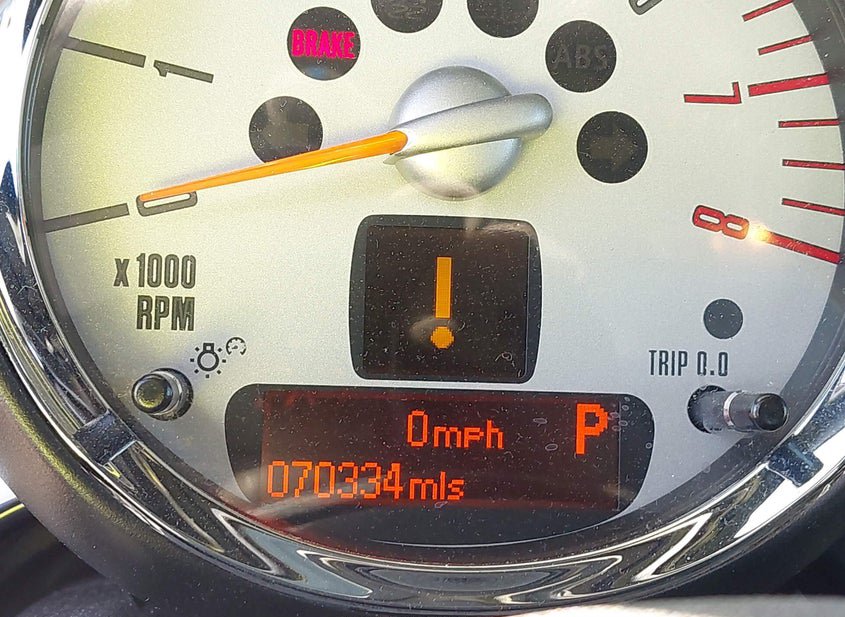 BRAKE
ABS
1
7
0
8
x 1000
RPM
!
TRIP 0.0
0mph P
070334mls